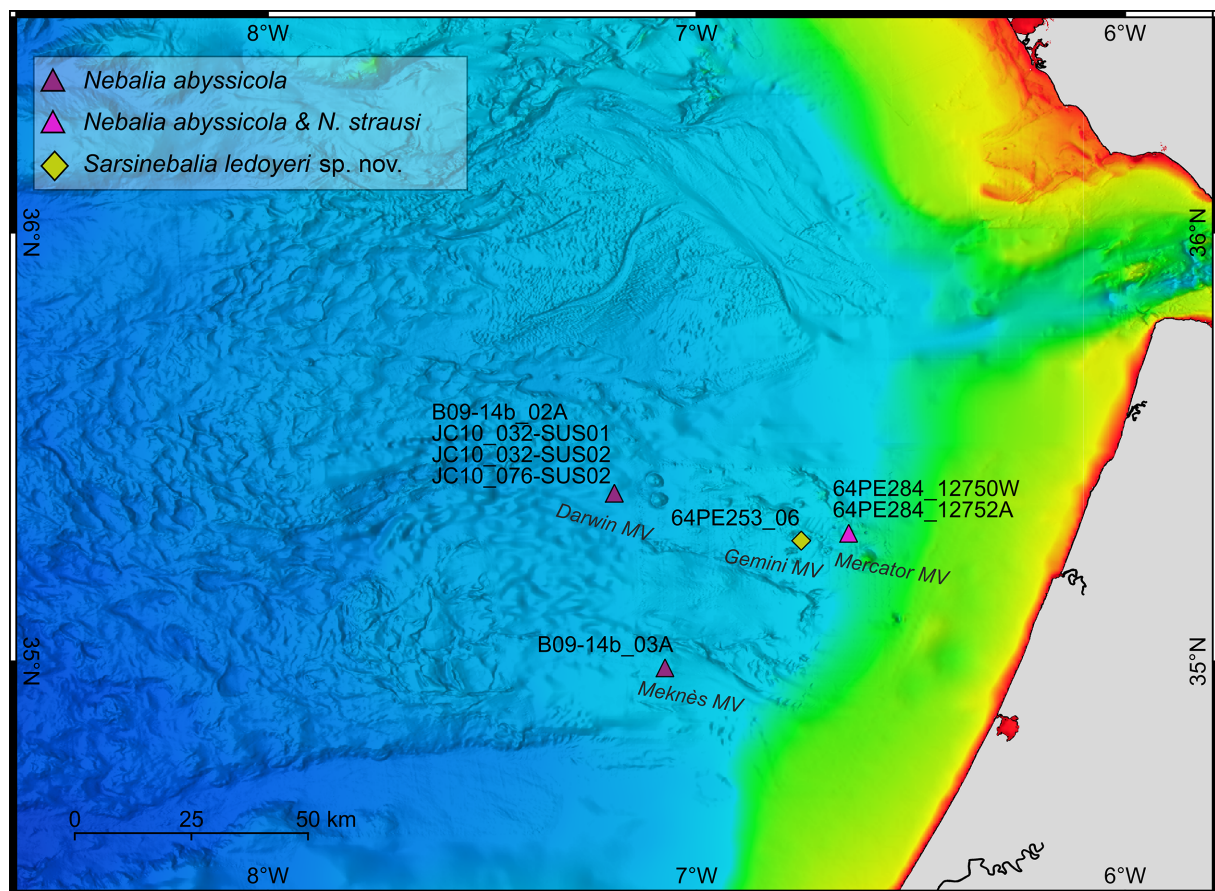 8°W
7°W
6°W
Nebalia abyssicola
Nebalia abyssicola & N. strausi
Sarsinebalia ledoyeri sp. nov.
36°N
36°N
B09-14b_02A
JC10_032-SUS01
JC10_032-SUS02
JC10_076-SUS02
Darwin MV
64PE284_12750W
64PE284_12752A
64PE253_06
Gemini MV
Mercator MV
B09-14b_03A
Meknès MV
35°N
35°N
0
25
50 km
8°W
7°W
6°W